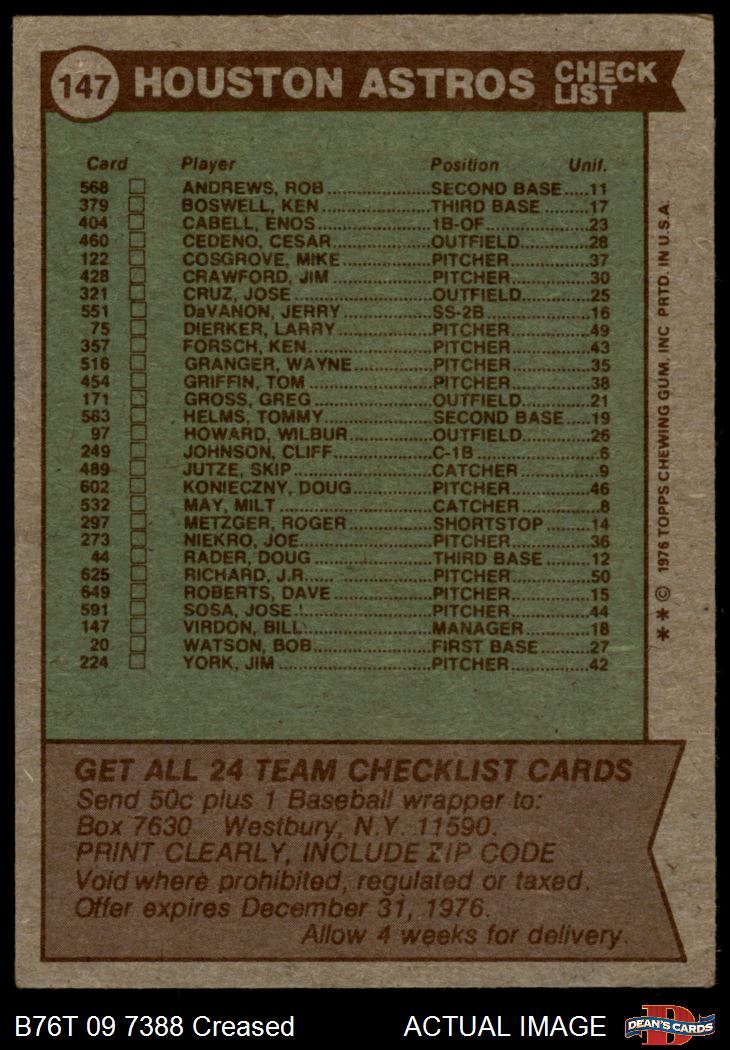 147 HOUSTON ASTROS CHECK LIST
Card Player Position Unif.
568 ANDREWS, ROB SECOND BASE 11
379 BOSWELL, KEN THIRD BASE 17
404 CABELL, ENOS 1B-OF 23
460 CEDENO, CESAR OUTFIELD 28
122 COSGROVE, MIKE PITCHER 37
428 CRAWFORD, JIM PITCHER 30
321 CRUZ, JOSE OUTFIELD 25
551 DaVANON, JERRY SS-2B 16
75 DIERKER, LARRY PITCHER 49
357 FORSCH, KEN PITCHER 43
516 GRANGER, WAYNE PITCHER 35
454 GRIFFIN, TOM PITCHER 38
171 GROSS, GREG OUTFIELD 21
583 HELMS, TOMMY SECOND BASE 19
97 HOWARD, WILBUR OUTFIELD 26
249 JOHNSON, CLIFF C-1B 6
489 JUTZE, SKIP CATCHER 9
602 KONIECZNY, DOUG PITCHER 46
532 MAY, MILT CATCHER 8
297 METZGER, ROGER SHORTSTOP 14
273 NIEKRO, JOE PITCHER 36
44 RADER, DOUG THIRD BASE 12
625 RICHARD, J.R. PITCHER 50
649 ROBERTS, DAVE PITCHER 15
591 SOSA, JOSE PITCHER 44
147 VIRDON, BILL MANAGER 18
20 WATSON, BOB FIRST BASE 27
224 YORK, JIM PITCHER 42
** © 1976 TOPPS CHEWING GUM, INC PRTD. IN U.S.A.
GET ALL 24 TEAM CHECKLIST CARDS
Send 50c plus 1 Baseball wrapper to:
Box 7630 Westbury, N.Y. 11590.
PRINT CLEARLY, INCLUDE ZIP CODE
Void where prohibited, regulated or taxed.
Offer expires December 31, 1976.
Allow 4 weeks for delivery.
B76T 09 7388 Creased ACTUAL IMAGE
D
DEAN'S CARDS